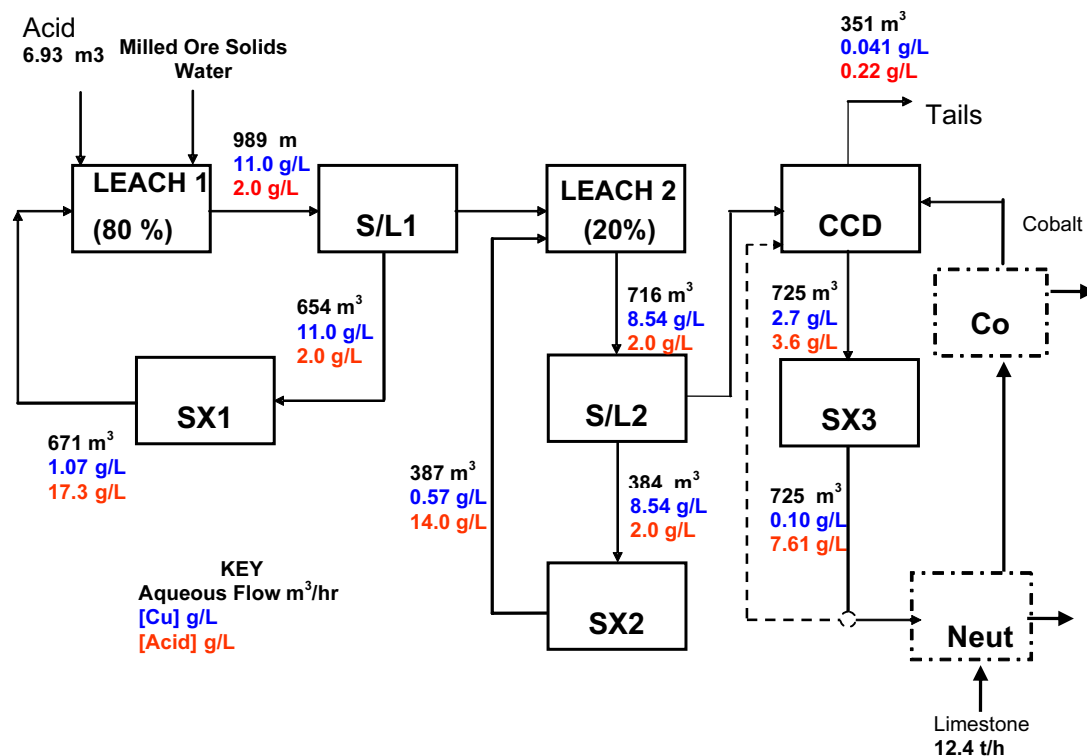 Acid
6.93 m3
Milled Ore Solids
Water
989 m
11.0 g/L
2.0 g/L
351 m³
0.041 g/L
0.22 g/L
Tails
LEACH 1
(80 %)
S/L1
LEACH 2
(20%)
CCD
Cobalt
654 m³
11.0 g/L
2.0 g/L
716 m³
8.54 g/L
2.0 g/L
725 m³
2.7 g/L
3.6 g/L
Co
SX1
S/L2
SX3
671 m³
1.07 g/L
17.3 g/L
387 m³
0.57 g/L
14.0 g/L
384 m³
8.54 g/L
2.0 g/L
725 m³
0.10 g/L
7.61 g/L
KEY
Aqueous Flow m³/hr
[Cu] g/L
[Acid] g/L
SX2
Neut
Limestone
12.4 t/h